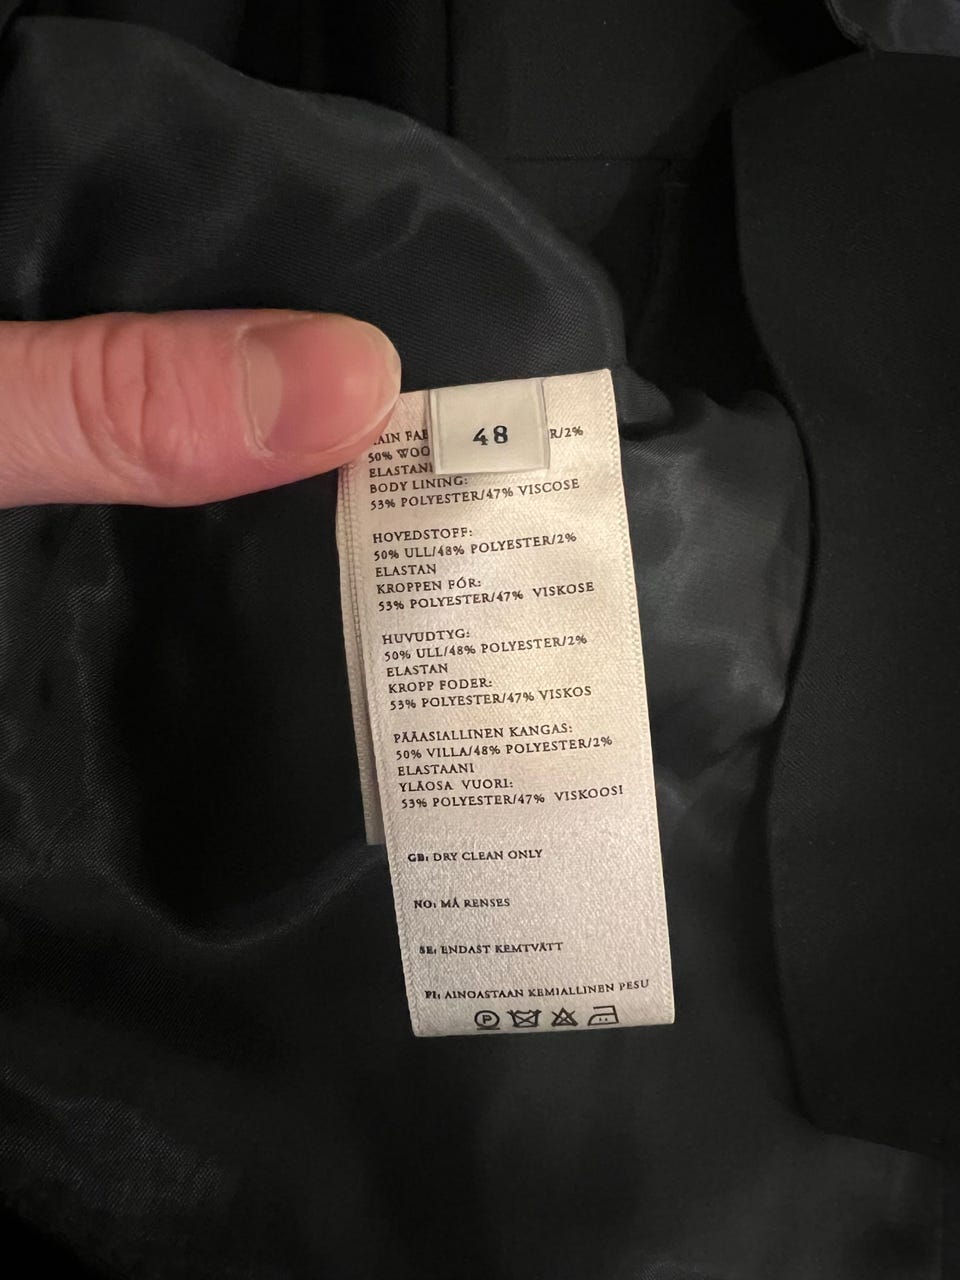 48
FAB R/2%
50% WOO
ELASTAN
BODY LINING:
53% POLYESTER/47% VISCOSE
HOVEDSTOFF:
50% ULL/48% POLYESTER/2%
ELASTAN
KROPPEN FÓR:
53% POLYESTER/47% VISKOSE
HUVUDTYG:
50% ULL/48% POLYESTER/2%
ELASTAN
KROPP FODER:
53% POLYESTER/47% VISKOS
PÄÄASIALLINEN KANGAS:
50% VILLA/48% POLYESTER/2%
ELASTAANI
YLÄOSA VUORI:
53% POLYESTER/47% VISKOOSI
GB: DRY CLEAN ONLY
NO: MÅ RENSES
SE: ENDAST KEMTVÄTT
FI: AINOASTAAN KEMIALLINEN PESU
P